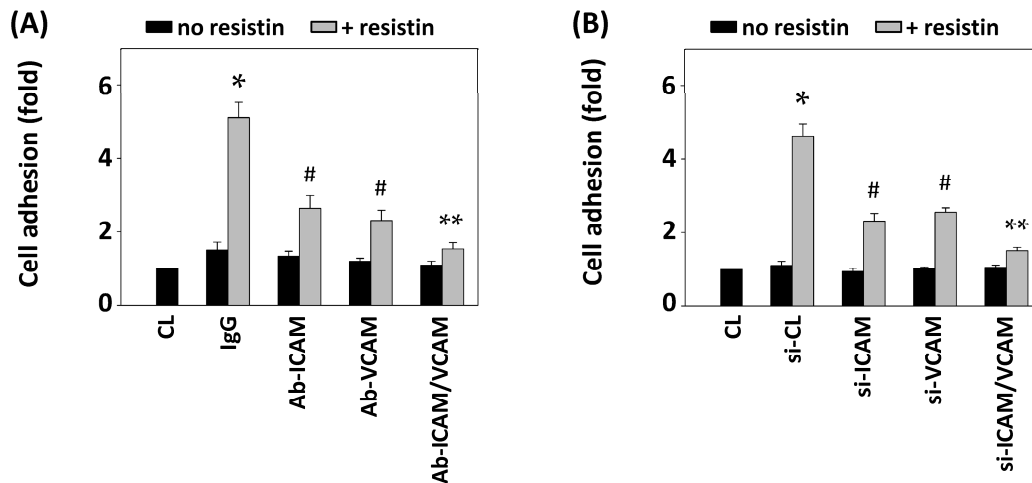 (A)
no resistin + resistin
Cell adhesion (fold)
6
4
2
0
*
#
#
**
CL
IgG
Ab-ICAM
Ab-VCAM
Ab-ICAM/VCAM
(B)
no resistin + resistin
Cell adhesion (fold)
6
4
2
0
*
#
#
**
CL
si-CL
si-ICAM
si-VCAM
si-ICAM/VCAM